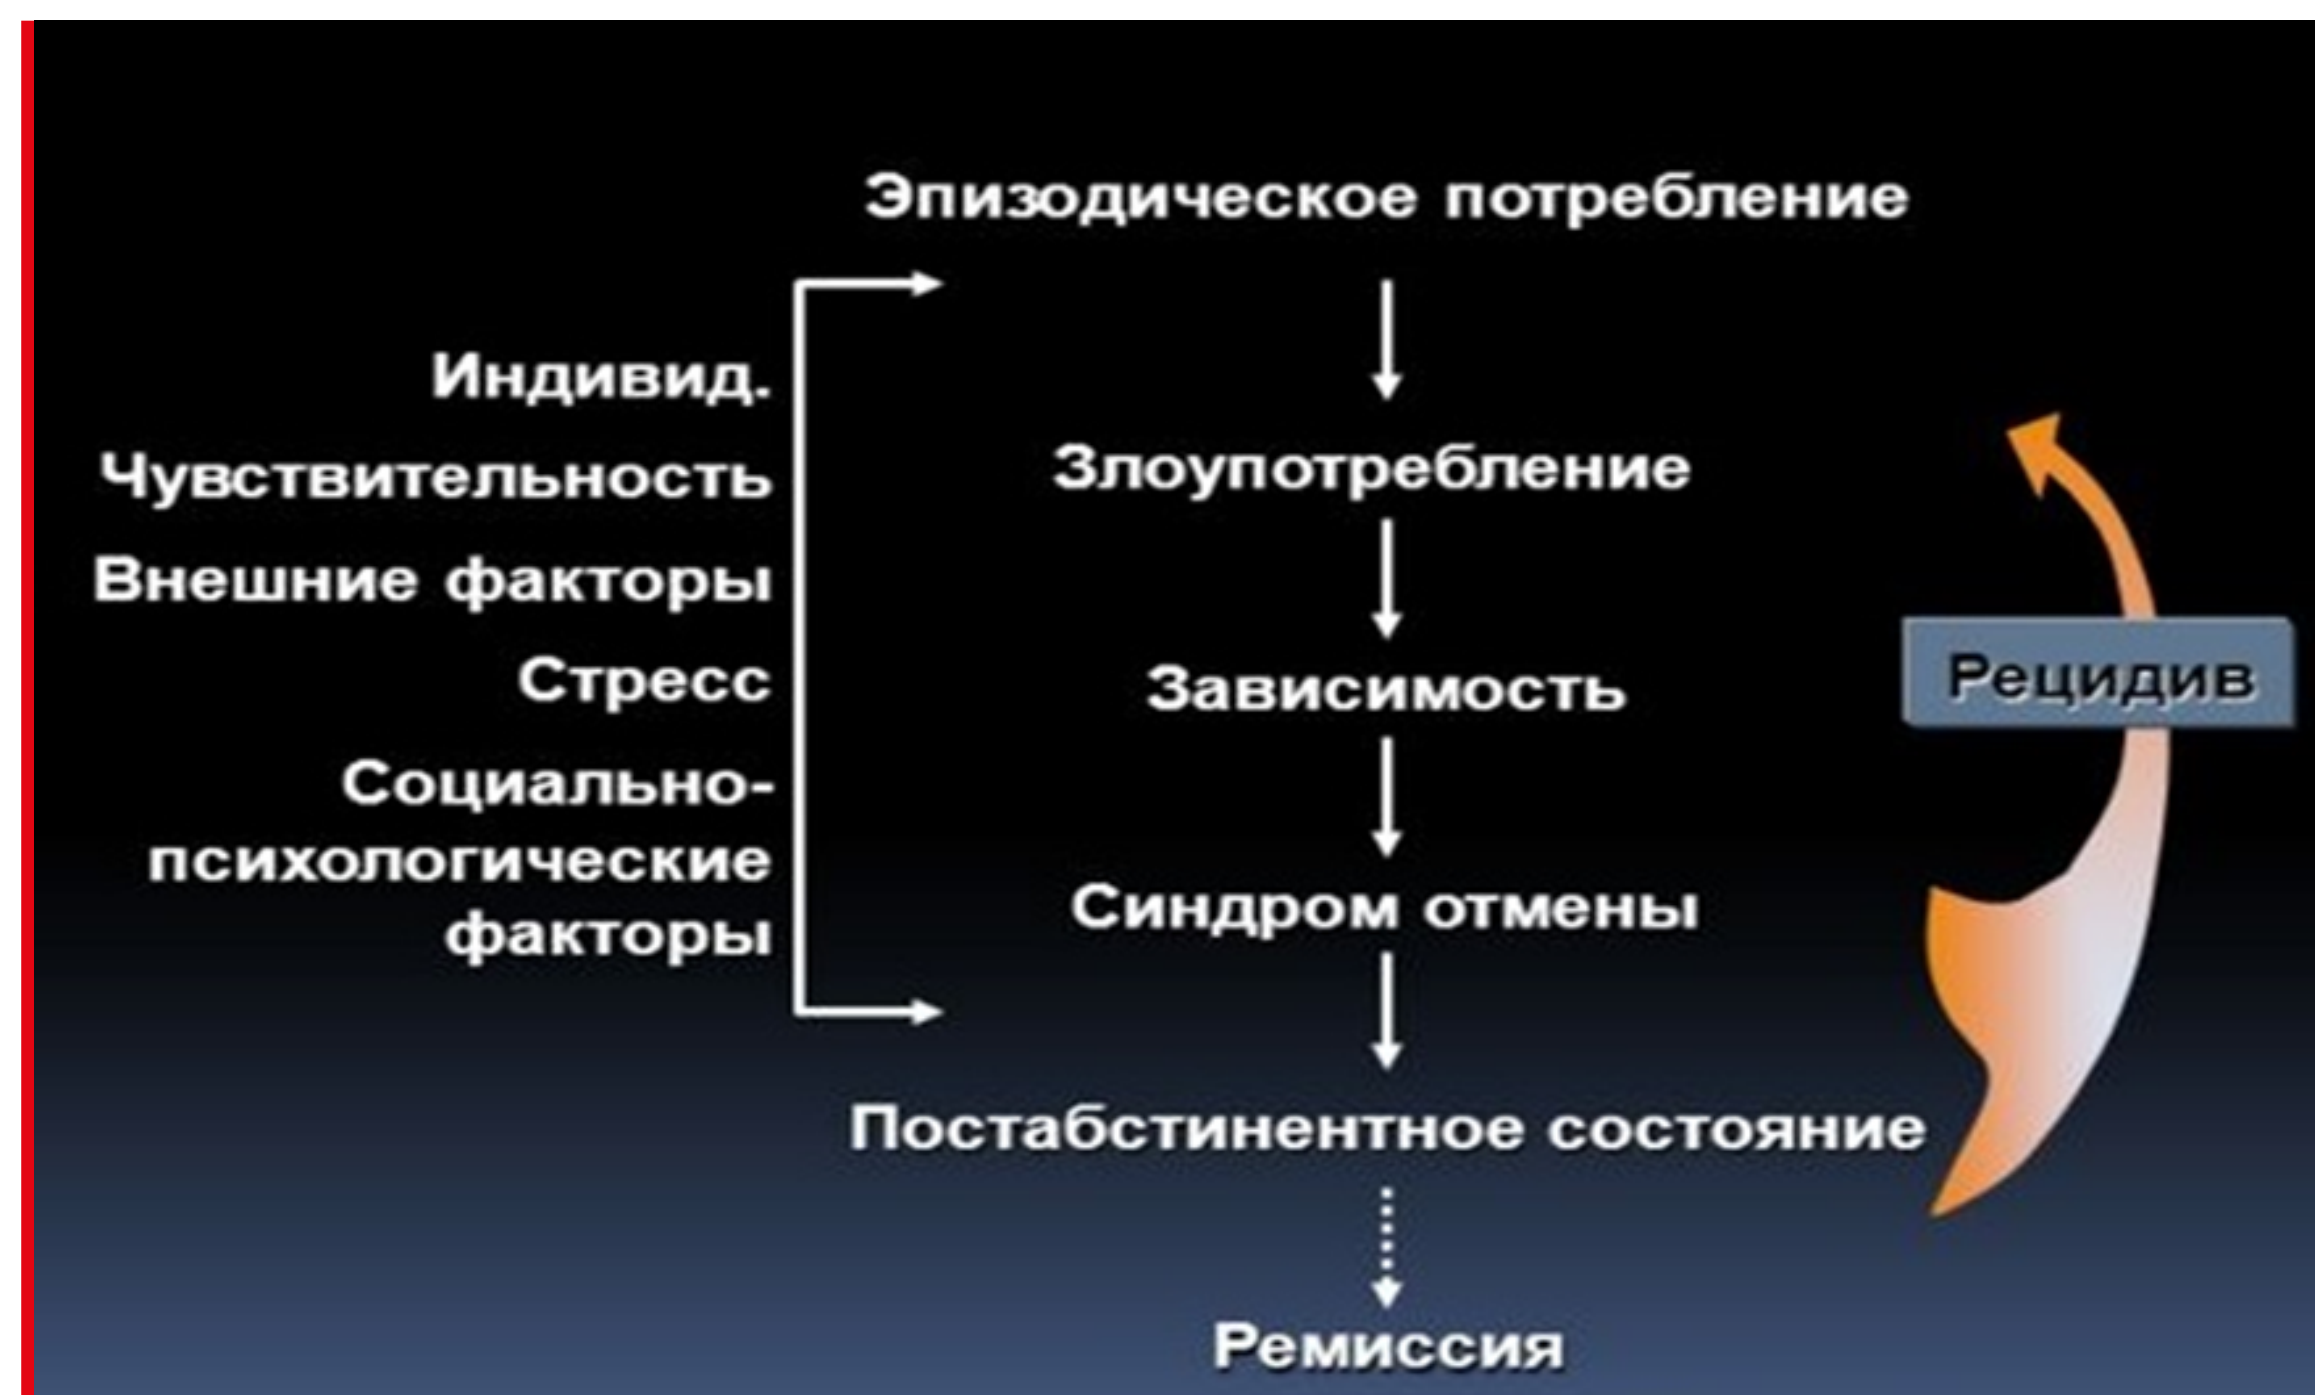 Эпизодическое потребление
Индивид.
Чувствительность
Внешние факторы
Стресс
Социально-
психологические
факторы
Злоупотребление
Зависимость
Синдром отмены
Постабстинентное состояние
Ремиссия
Рецидив